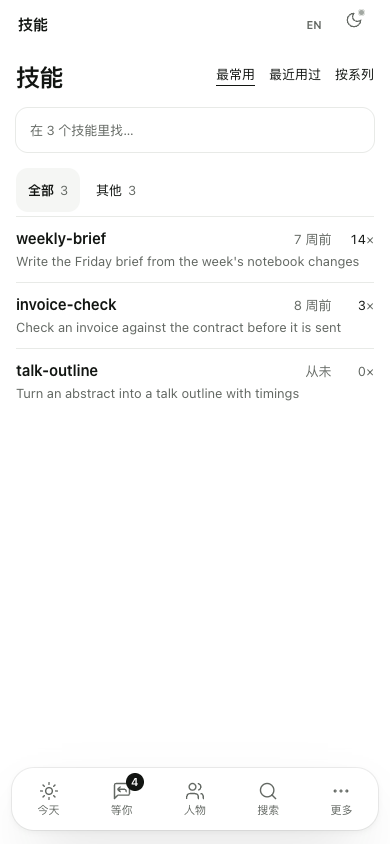 技能
EN
技能
最常用 最近用过 按系列
在 3 个技能里找...
全部 3 其他 3
weekly-brief 7 周前 14×
Write the Friday brief from the week's notebook changes
invoice-check 8 周前 3×
Check an invoice against the contract before it is sent
talk-outline 从未 0×
Turn an abstract into a talk outline with timings
4
今天 等你 人物 搜索 更多